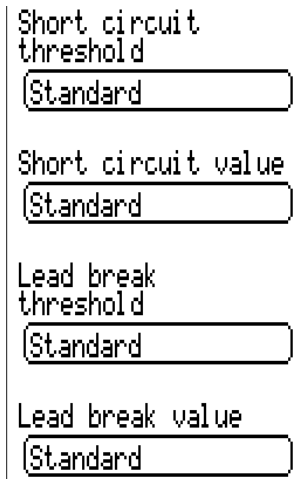 Short circuit
threshold
Standard
Short circuit value
Standard
Lead break
threshold
Standard
Lead break value
Standard